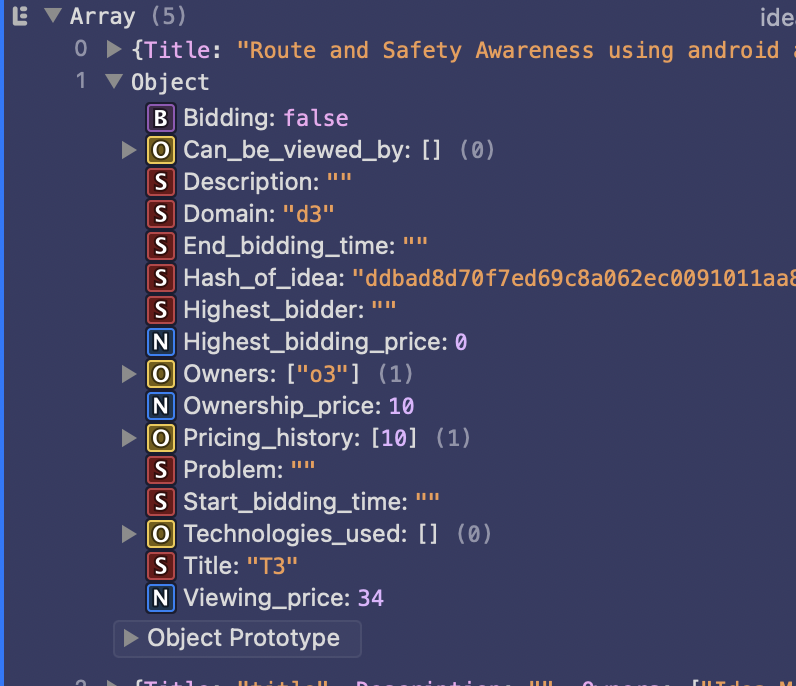 E Array (5) ide
0 {Title: "Route and Safety Awareness using android
1 Object
B Bidding: false
O Can_be_viewed_by: [] (0)
S Description: ""
S Domain: "d3"
S End_bidding_time: ""
S Hash_of_idea: "ddbad8d70f7ed69c8a062ec0091011aa8
S Highest_bidder: ""
N Highest_bidding_price: 0
O Owners: ["o3"] (1)
N Ownership_price: 10
O Pricing_history: [10] (1)
S Problem: ""
S Start_bidding_time: ""
O Technologies_used: [] (0)
S Title: "T3"
N Viewing_price: 34
Object Prototype